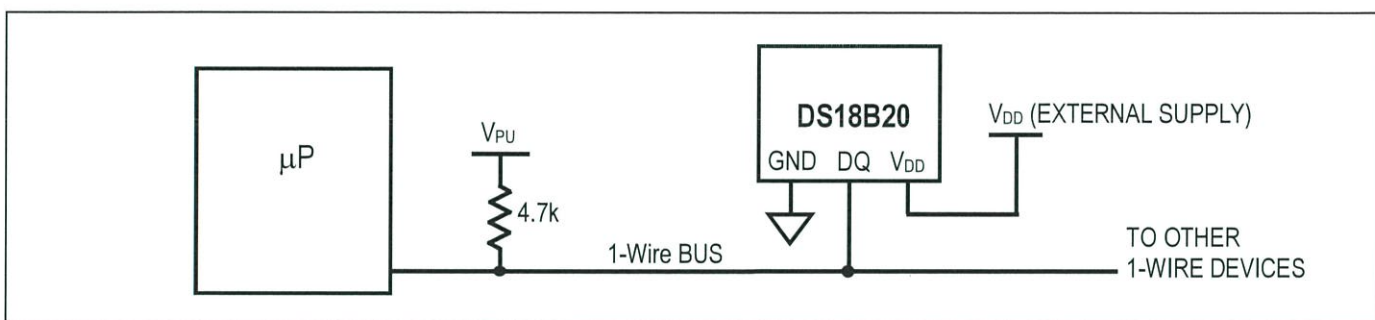 μP
VPU
4.7k
1-Wire BUS
DS18B20
GND DQ VDD
VDD (EXTERNAL SUPPLY)
TO OTHER
1-WIRE DEVICES